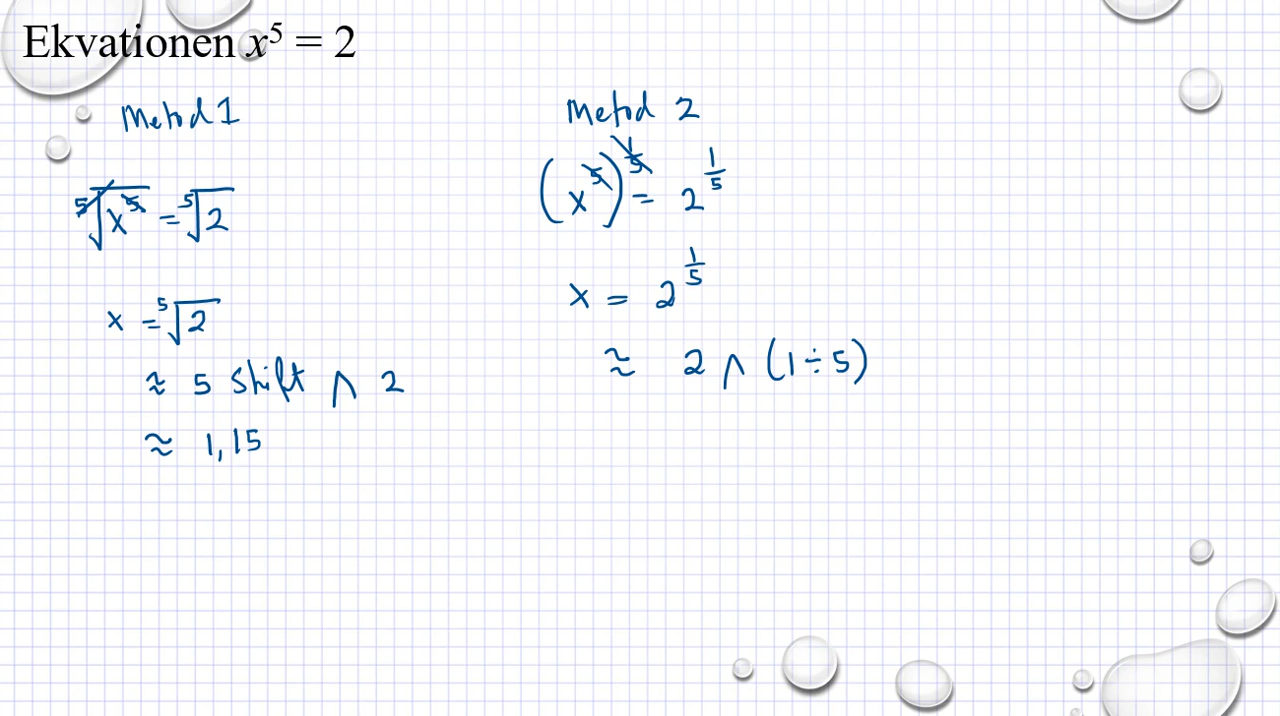 Ekvationen x⁵ = 2
Metod 1
⁵√x⁵ = ⁵√2
x = ⁵√2
≈ 5 shift ∧ 2
≈ 1,15
Metod 2
(x⁵)^(1/5) = 2^(1/5)
x = 2^(1/5)
≈ 2 ∧ (1÷5)